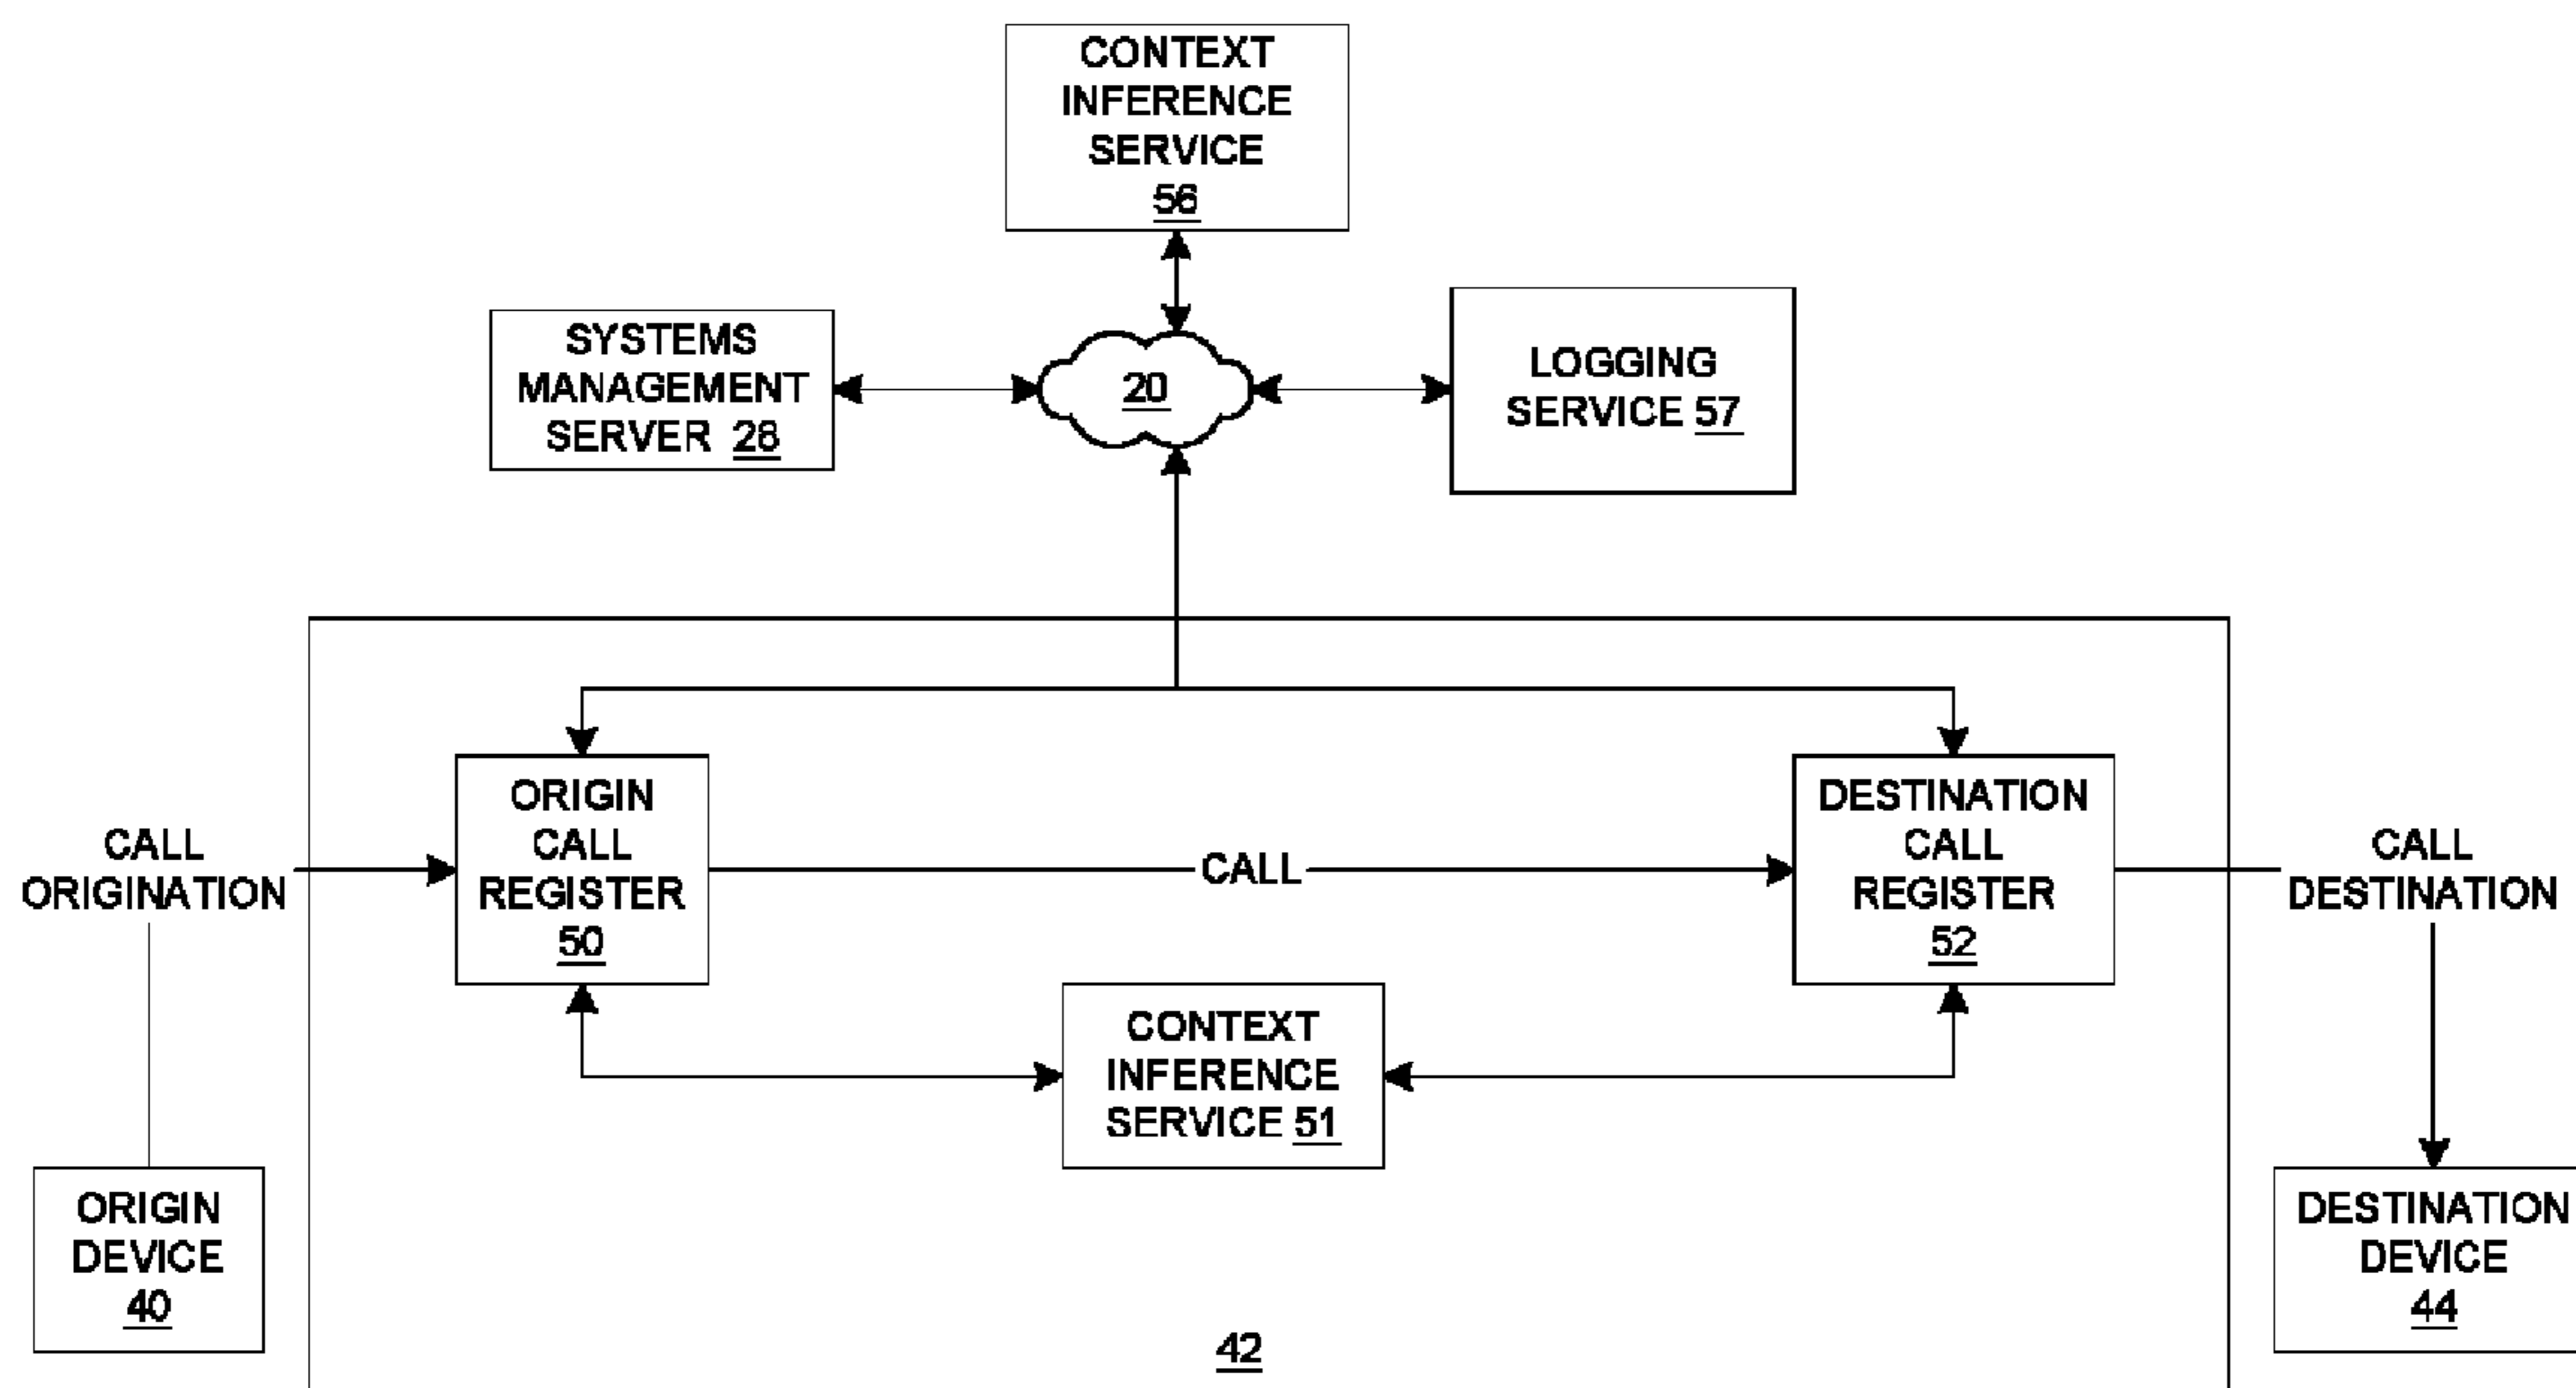 CONTEXT
INFERENCE
SERVICE
56
SYSTEMS
MANAGEMENT
SERVER 28
20
LOGGING
SERVICE 57
CALL
ORIGINATION
ORIGIN
CALL
REGISTER
50
CALL
DESTINATION
CALL
REGISTER
52
CALL
DESTINATION
CONTEXT
INFERENCE
SERVICE 51
ORIGIN
DEVICE
40
DESTINATION
DEVICE
44
42